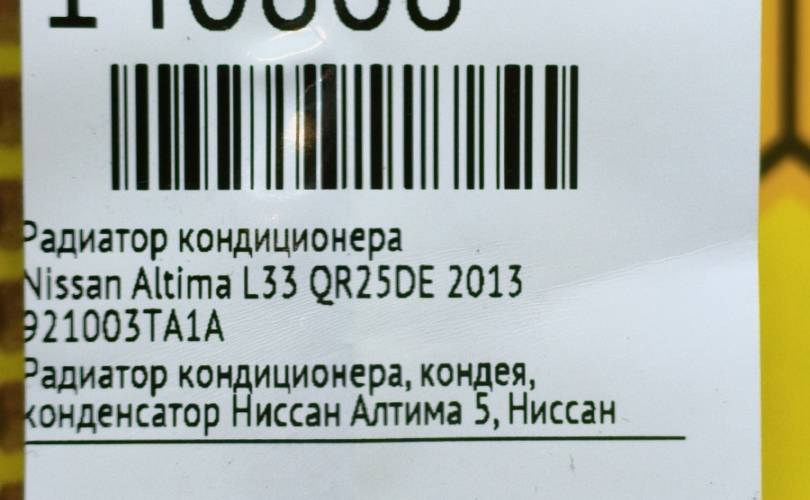 Радиатор кондиционера
Nissan Altima L33 QR25DE 2013
921003TA1A
Радиатор кондиционера, кондея,
конденсатор Ниссан Алтима 5, Ниссан